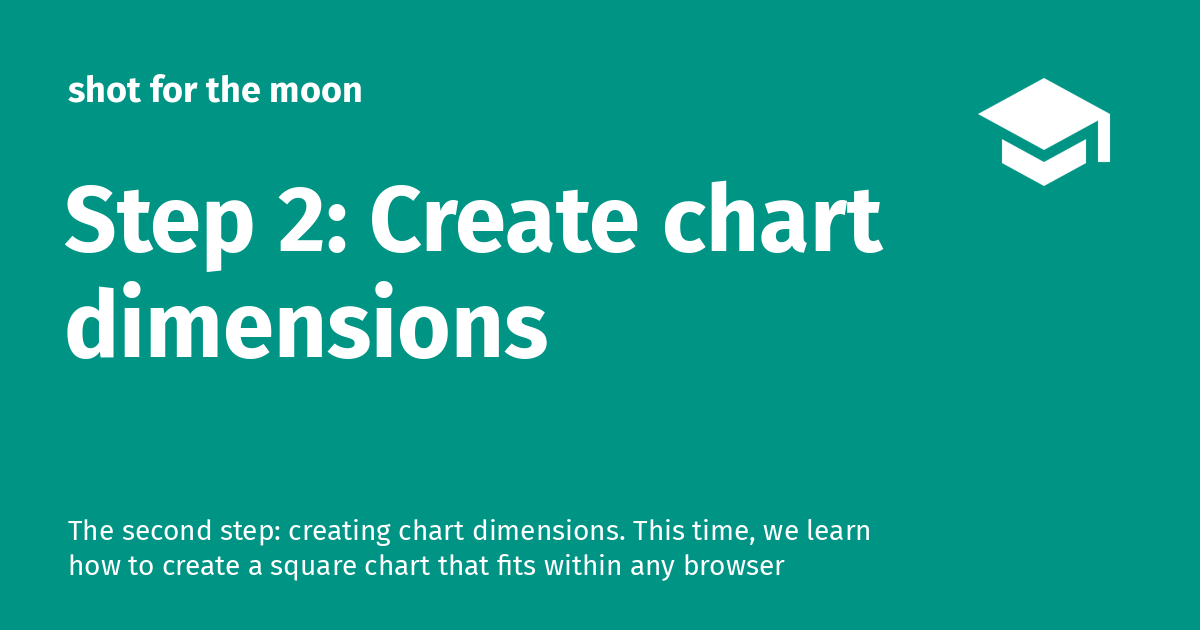 shot for the moon
Step 2: Create chart
dimensions
The second step: creating chart dimensions. This time, we learn
how to create a square chart that fits within any browser